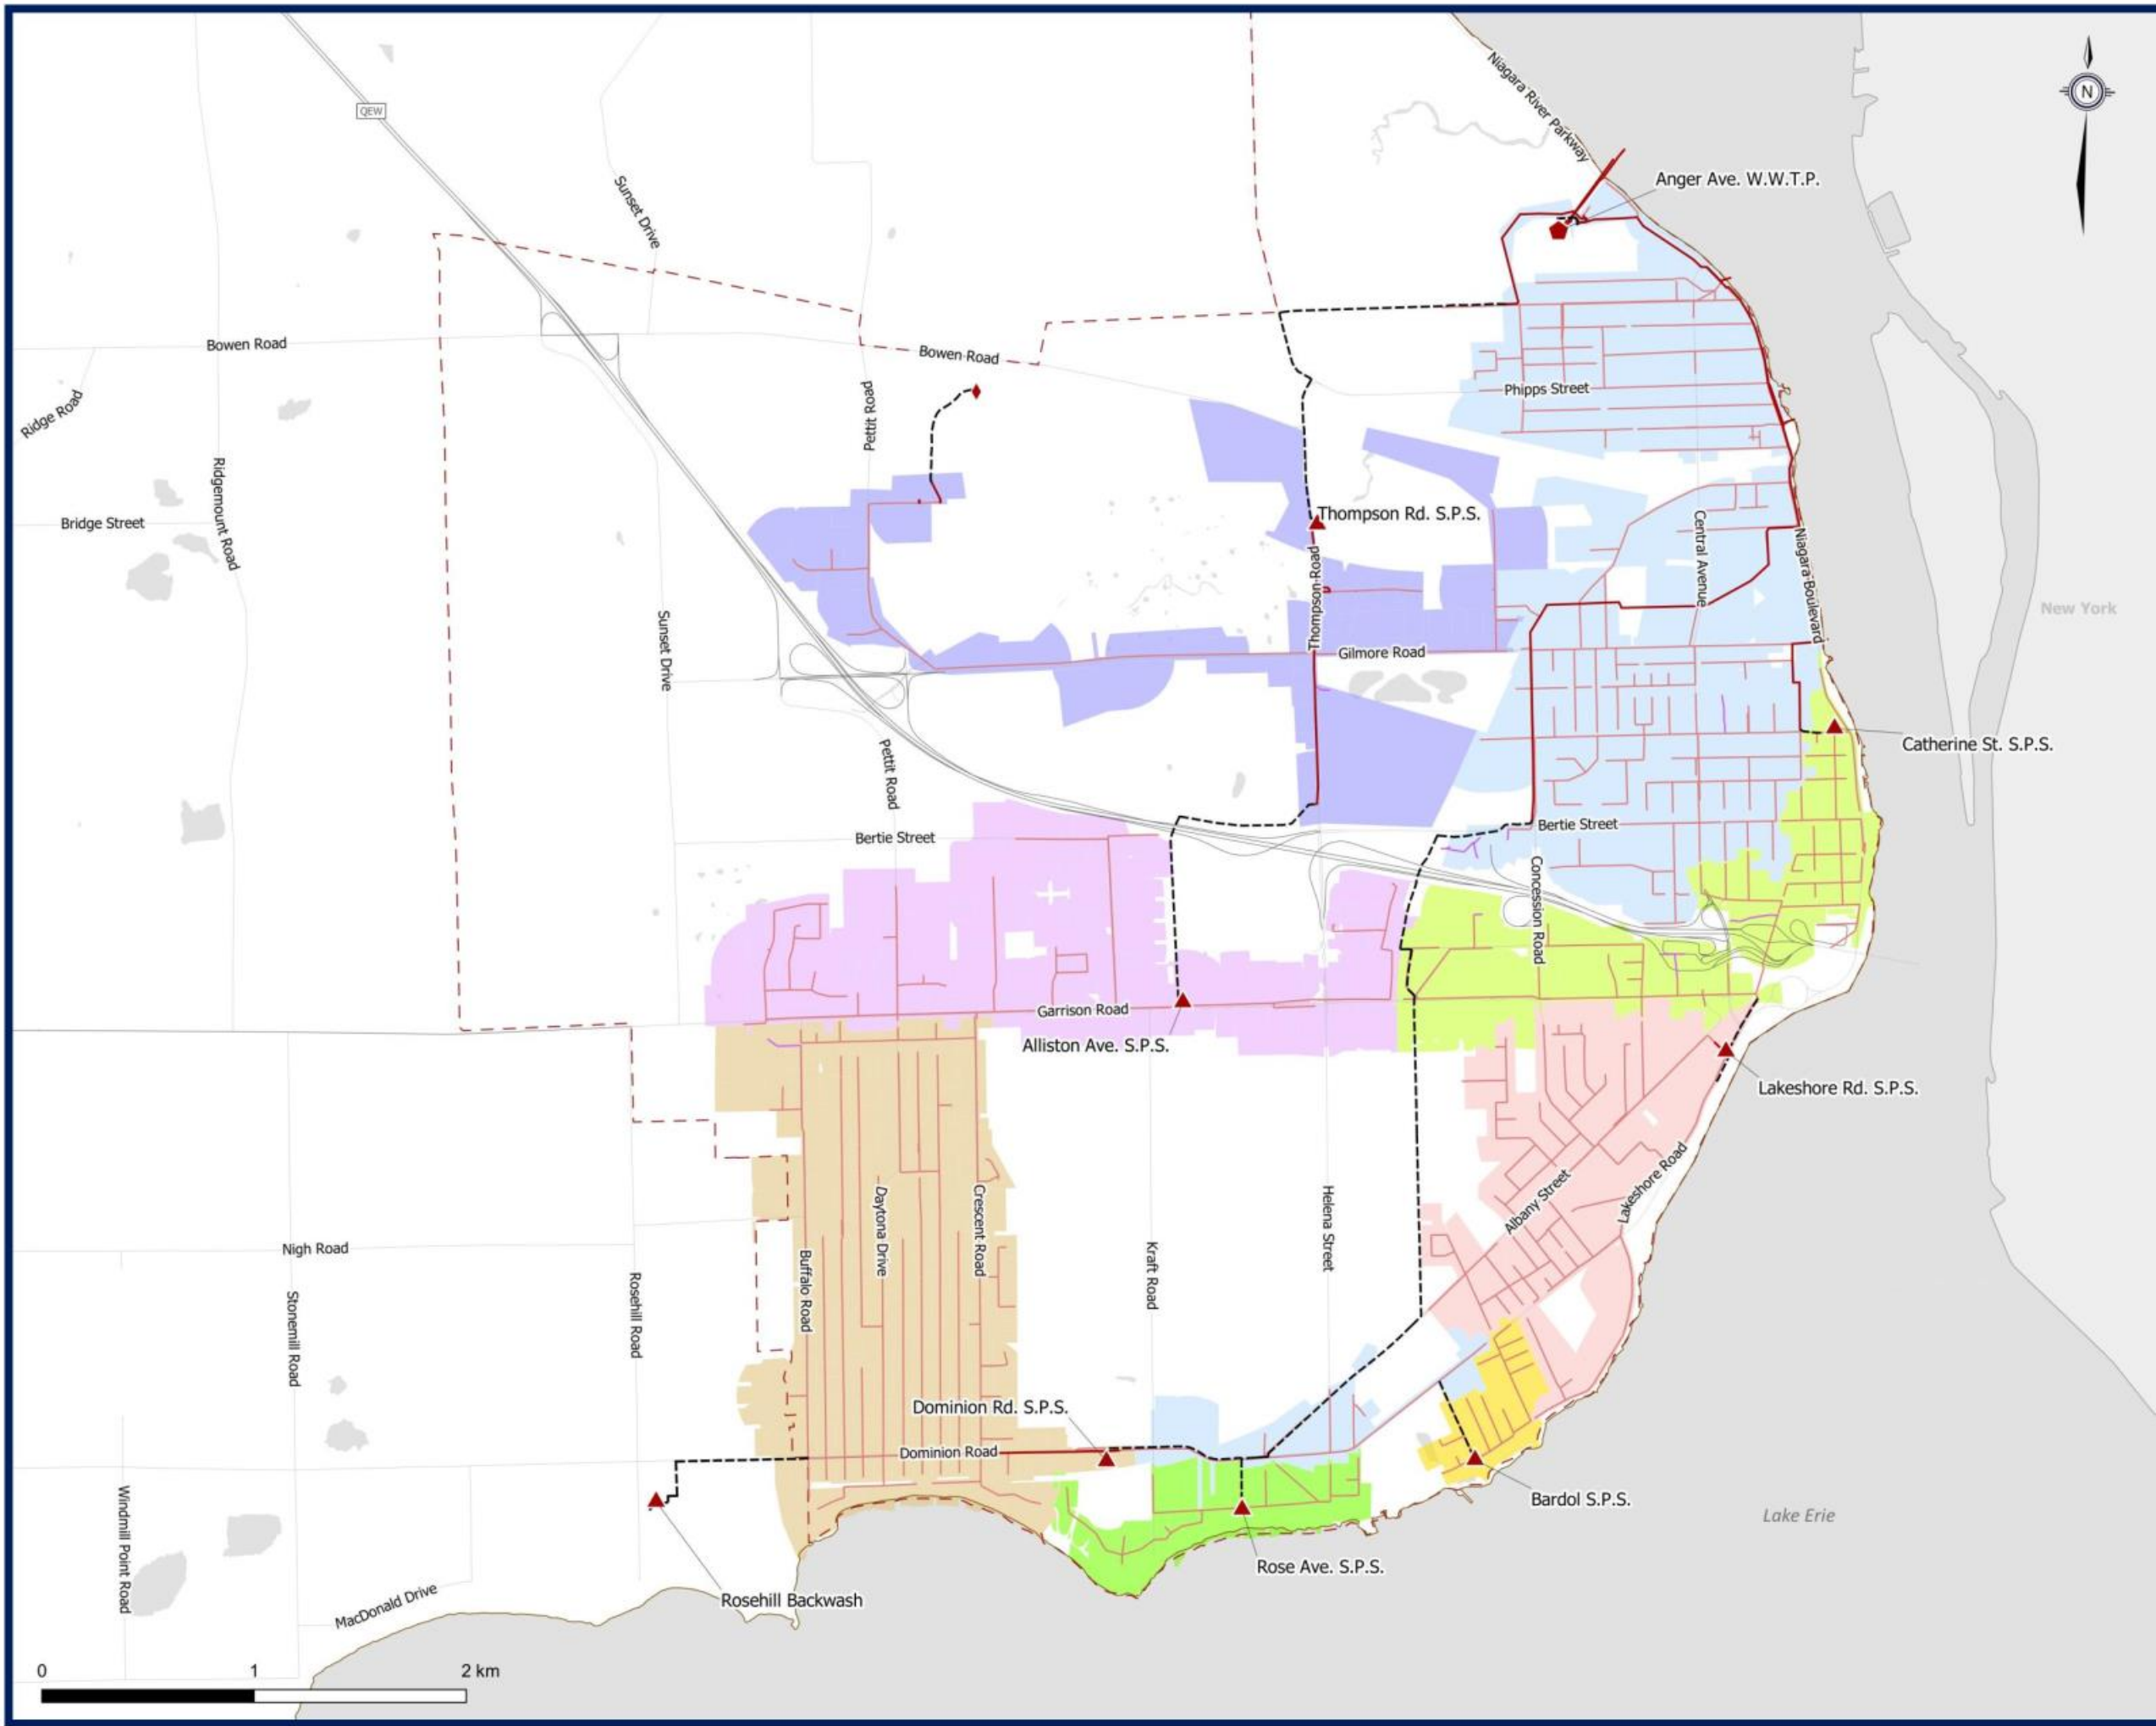 Niagara River Parkway
N
QEW
Anger Ave. W.W.T.P.
Sunset Drive
Bowen Road
Bowen Road
Ridge Road
Pettit Road
Phipps Street
Ridgemount Road
Bridge Street
Thompson Rd. S.P.S.
Central Avenue
Niagara Boulevard
Thompson Road
New York
Sunset Drive
Gilmore Road
Pettit Road
Catherine St. S.P.S.
Bertie Street
Bertie Street
Concession Road
Garrison Road
Alliston Ave. S.P.S.
Lakeshore Rd. S.P.S.
Daytona Drive
Crescent Road
Helena Street
Albany Street
Lakeshore Road
Nigh Road
Buffalo Road
Kraft Road
Rosehill Road
Stonemill Road
Dominion Rd. S.P.S.
Dominion Road
Windmill Point Road
Bardol S.P.S.
Lake Erie
Rose Ave. S.P.S.
Rosehill Backwash
MacDonald Drive
0 1 2 km